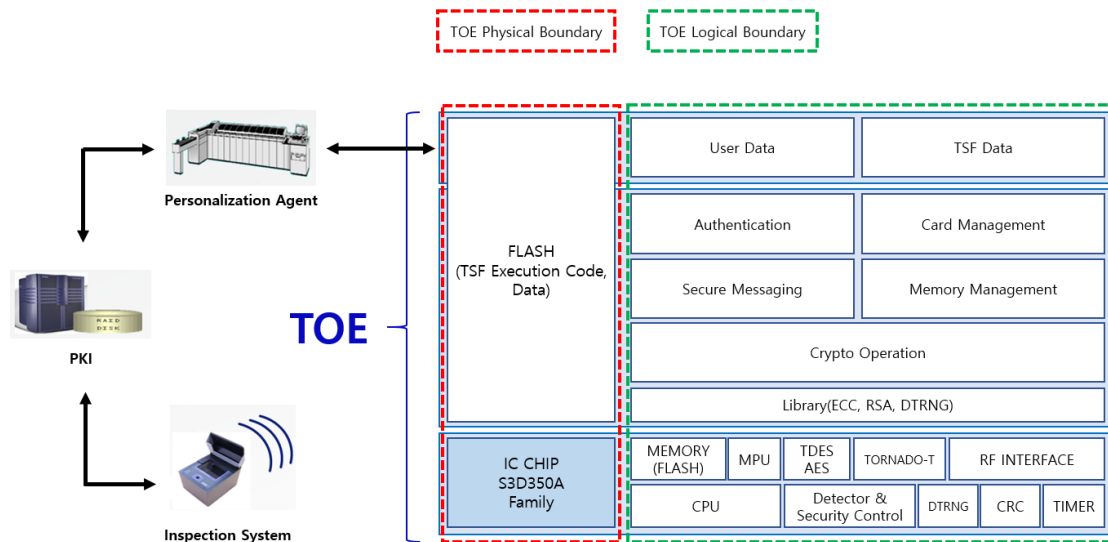 TOE Physical Boundary
TOE Logical Boundary
Personalization Agent
PKI
RAID
DISK
Inspection System
TOE
FLASH
(TSF Execution Code,
Data)
IC CHIP
S3D350A
Family
User Data
TSF Data
Authentication
Card Management
Secure Messaging
Memory Management
Crypto Operation
Library(ECC, RSA, DTRNG)
MEMORY
(FLASH)
MPU
TDES
AES
TORNADO-T
RF INTERFACE
CPU
Detector &
Security Control
DTRNG
CRC
TIMER